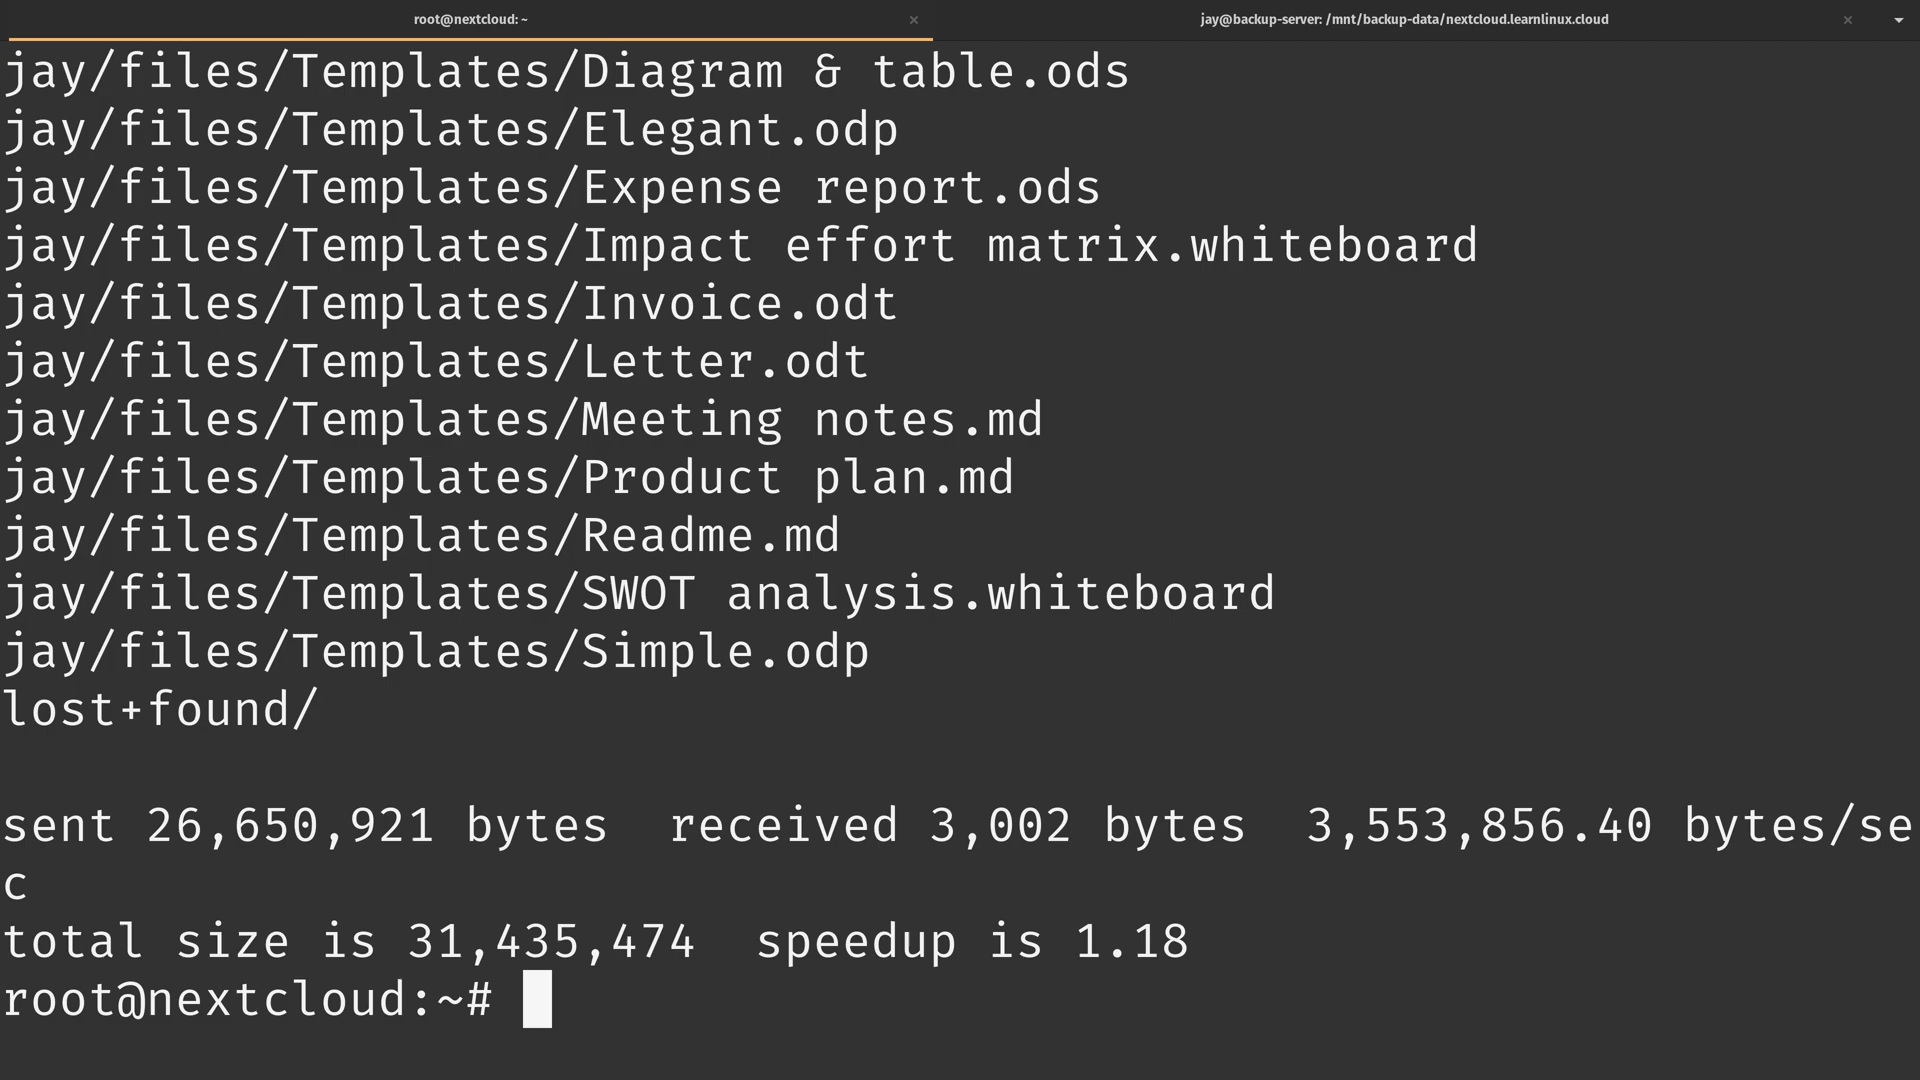 root@nextcloud: ~ × jay@backup-server: /mnt/backup-data/nextcloud.learnlinux.cloud ×
jay/files/Templates/Diagram & table.ods
jay/files/Templates/Elegant.odp
jay/files/Templates/Expense report.ods
jay/files/Templates/Impact effort matrix.whiteboard
jay/files/Templates/Invoice.odt
jay/files/Templates/Letter.odt
jay/files/Templates/Meeting notes.md
jay/files/Templates/Product plan.md
jay/files/Templates/Readme.md
jay/files/Templates/SWOT analysis.whiteboard
jay/files/Templates/Simple.odp
lost+found/
sent 26,650,921 bytes  received 3,002 bytes  3,553,856.40 bytes/se
c
total size is 31,435,474  speedup is 1.18
root@nextcloud:~#